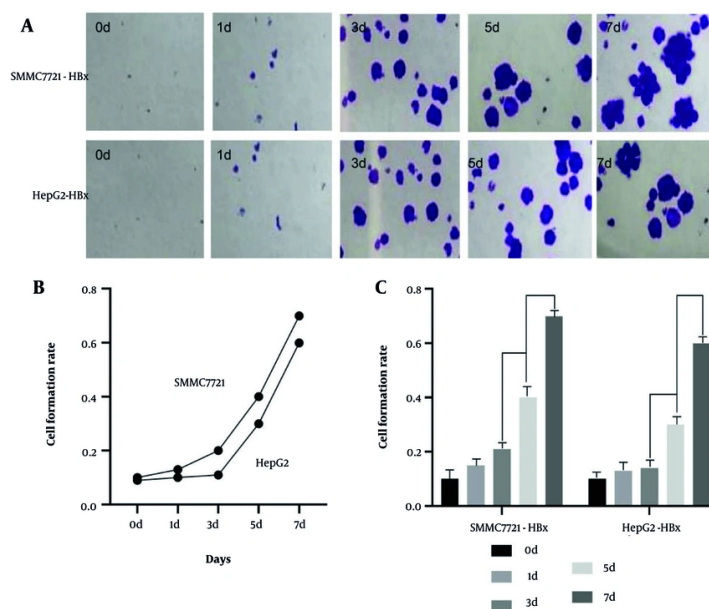 A
0d 1d 3d 5d 7d
SMMC7721 - HBx
0d 1d 3d 5d 7d
HepG2-HBx
B
0.8
0.6
0.4
0.2
0.0
Cell formation rate
SMMC7721
HepG2
0d 1d 3d 5d 7d
Days
C
0.8
0.6
0.4
0.2
0.0
Cell formation rate
SMMC7721 - HBx HepG2 -HBx
0d
1d
3d
5d
7d